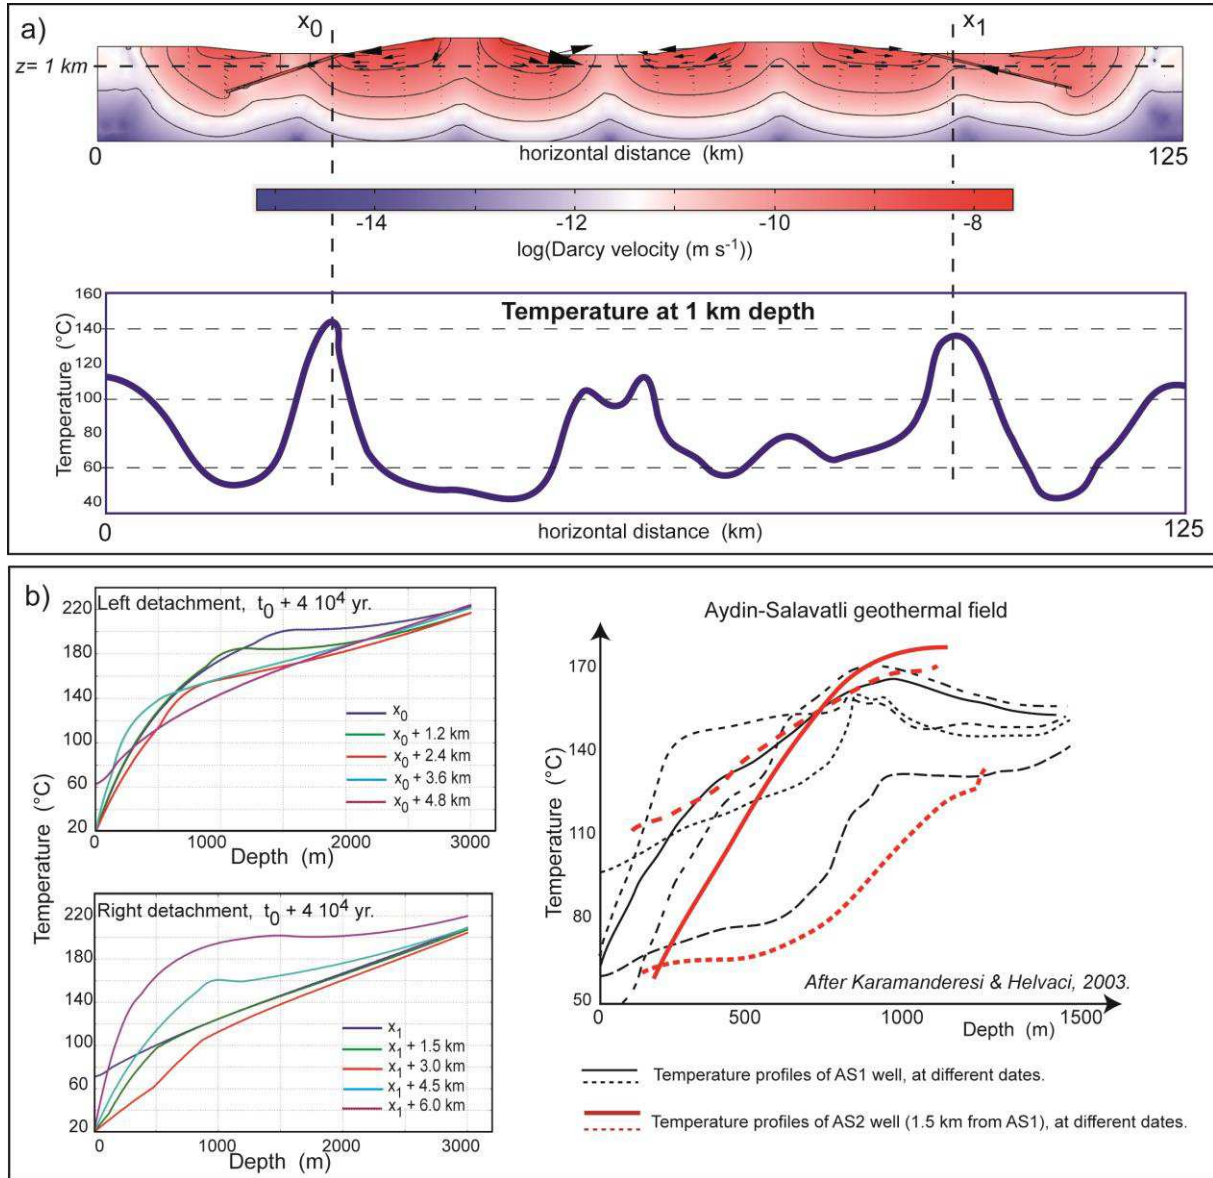 a)
x0
x1
z= 1 km
0
horizontal distance (km)
125
-14
-12
-10
-8
log(Darcy velocity (m s-1))
Temperature at 1 km depth
Temperature (°C)
160
140
120
100
80
60
40
0
horizontal distance (km)
125
b)
Left detachment, t0 + 4 10^4 yr.
220
180
140
100
60
20
x0
x0 + 1.2 km
x0 + 2.4 km
x0 + 3.6 km
x0 + 4.8 km
0
1000
2000
3000
Depth (m)
Temperature (°C)
Right detachment, t0 + 4 10^4 yr.
220
180
140
100
60
20
x1
x1 + 1.5 km
x1 + 3.0 km
x1 + 4.5 km
x1 + 6.0 km
0
1000
2000
3000
Depth (m)
Aydin-Salavatli geothermal field
Temperature (°C)
170
140
110
80
50
After Karamanderesi & Helvaci, 2003.
0
500
1000
1500
Depth (m)
Temperature profiles of AS1 well, at different dates.
Temperature profiles of AS2 well (1.5 km from AS1), at different dates.